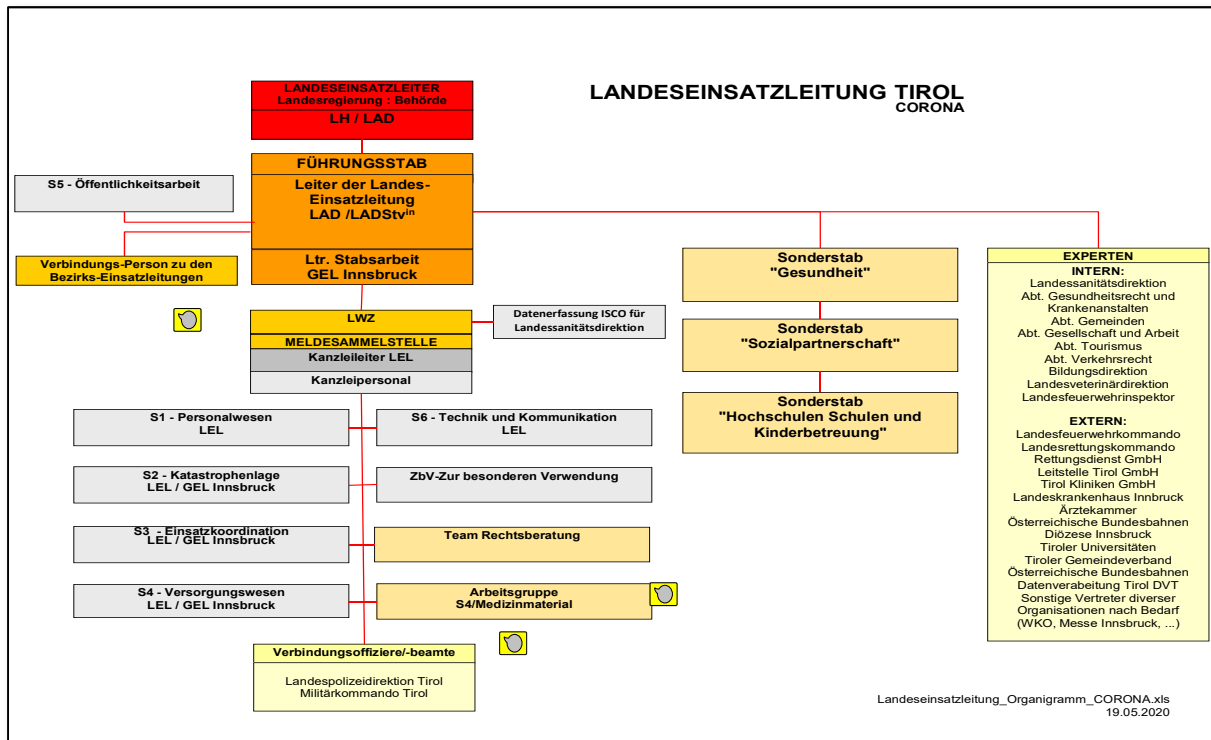 LANDESEINSATZLEITUNG TIROL
CORONA
LANDESEINSATZLEITER
Landesregierung : Behörde
LH / LAD
FÜHRUNGSSTAB
Leiter der Landes-
Einsatzleitung
LAD /LADStvin
Ltr. Stabsarbeit
GEL Innsbruck
S5 - Öffentlichkeitsarbeit
Verbindungs-Person zu den
Bezirks-Einsatzleitungen
LWZ
MELDESAMMELSTELLE
Kanzleileiter LEL
Kanzleipersonal
Datenerfassung ISCO für
Landessanitätsdirektion
S1 - Personalwesen
LEL
S6 - Technik und Kommunikation
LEL
S2 - Katastrophenlage
LEL / GEL Innsbruck
ZbV-Zur besonderen Verwendung
S3 - Einsatzkoordination
LEL / GEL Innsbruck
Team Rechtsberatung
S4 - Versorgungswesen
LEL / GEL Innsbruck
Arbeitsgruppe
S4/Medizinmaterial
Verbindungsoffiziere/-beamte
Landespolizeidirektion Tirol
Militärkommando Tirol
Sonderstab
"Gesundheit"
Sonderstab
"Sozialpartnerschaft"
Sonderstab
"Hochschulen Schulen und
Kinderbetreuung"
EXPERTEN
INTERN:
Landessanitätsdirektion
Abt. Gesundheitsrecht und
Krankenanstalten
Abt. Gemeinden
Abt. Gesellschaft und Arbeit
Abt. Tourismus
Abt. Verkehrsrecht
Bildungsdirektion
Landesveterinärdirektion
Landesfeuerwehrinspektor
EXTERN:
Landesfeuerwehrkommando
Landesrettungskommando
Rettungsdienst GmbH
Leitstelle Tirol GmbH
Tirol Kliniken GmbH
Landeskrankenhaus Innbruck
Ärztekammer
Österreichische Bundesbahnen
Diözese Innsbruck
Tiroler Universitäten
Tiroler Gemeindeverband
Österreichische Bundesbahnen
Datenverabeitung Tirol DVT
Sonstige Vertreter diverser
Organisationen nach Bedarf
(WKO, Messe Innsbruck, ...)
Landeseinsatzleitung_Organigramm_CORONA.xls
19.05.2020